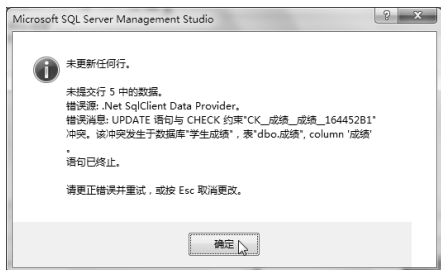 Microsoft SQL Server Management Studio
未更新任何行。
未提交行 5 中的数据。
错误源: .Net SqlClient Data Provider。
错误消息: UPDATE 语句与 CHECK 约束"CK__成绩__成绩__164452B1"
冲突。该冲突发生于数据库"学生成绩"，表"dbo.成绩", column '成绩'
。
语句已终止。
请更正错误并重试，或按 Esc 取消更改。
确定